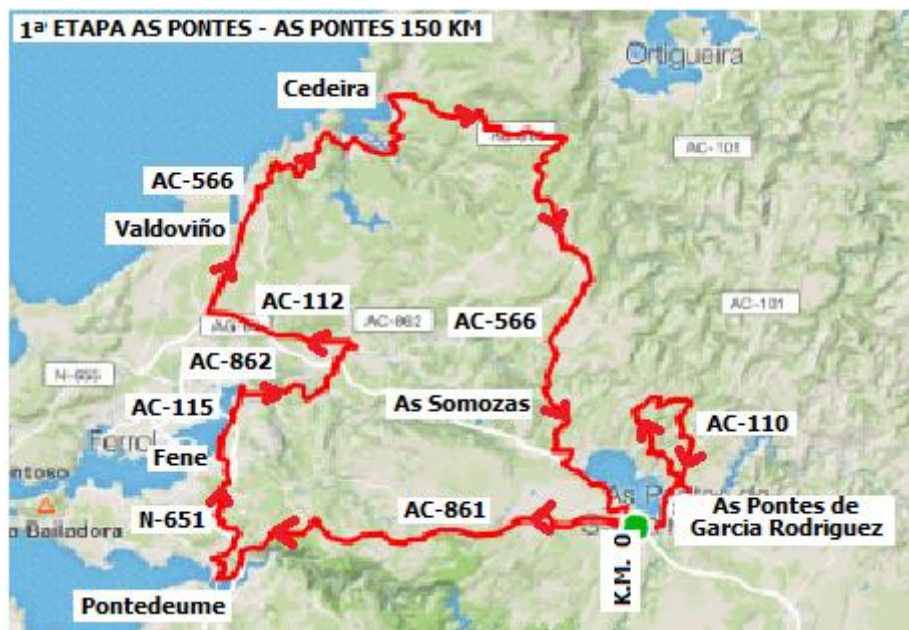 1ª ETAPA AS PONTES - AS PONTES 150 KM
Ortigueira
Cedeira
AC-101
AC-566
Valdoviño
AC-112
AC-862
AC-566
AC-101
AC-862
N-655
AC-115
As Somozas
AC-110
Ferrol
Fene
AC-861
As Pontes de
Garcia Rodriguez
N-651
Bailadora
K.M. 0
Pontedeume